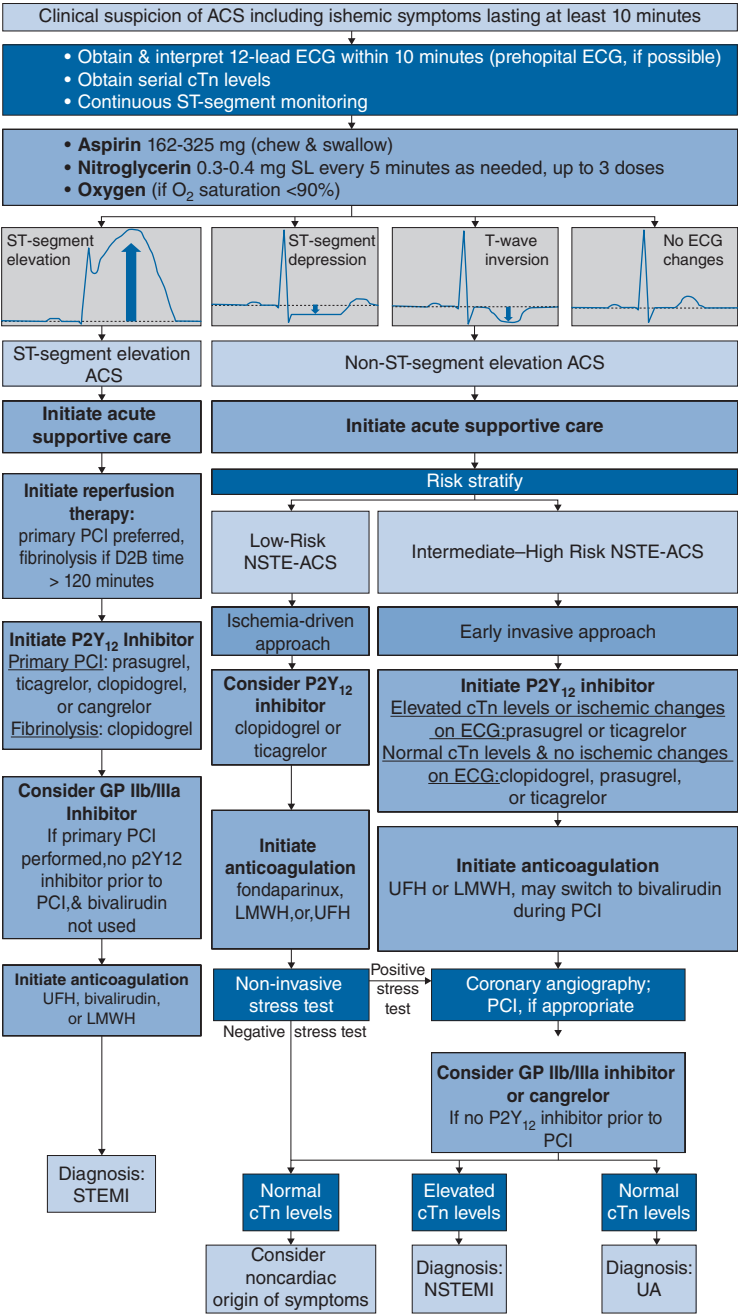 Clinical suspicion of ACS including ishemic symptoms lasting at least 10 minutes
• Obtain & interpret 12-lead ECG within 10 minutes (prehopital ECG, if possible)
• Obtain serial cTn levels
• Continuous ST-segment monitoring
• Aspirin 162-325 mg (chew & swallow)
• Nitroglycerin 0.3-0.4 mg SL every 5 minutes as needed, up to 3 doses
• Oxygen (if O2 saturation <90%)
ST-segment
elevation
ST-segment
depression
T-wave
inversion
No ECG
changes
ST-segment elevation
ACS
Non-ST-segment elevation ACS
Initiate acute
supportive care
Initiate acute supportive care
Risk stratify
Initiate reperfusion
therapy:
primary PCI preferred,
fibrinolysis if D2B time
> 120 minutes
Low-Risk
NSTE-ACS
Intermediate–High Risk NSTE-ACS
Ischemia-driven
approach
Early invasive approach
Initiate P2Y12 Inhibitor
Primary PCI: prasugrel,
ticagrelor, clopidogrel,
or cangrelor
Fibrinolysis: clopidogrel
Consider P2Y12
inhibitor
clopidogrel or
ticagrelor
Initiate P2Y12 inhibitor
Elevated cTn levels or ischemic changes
on ECG:prasugrel or ticagrelor
Normal cTn levels & no ischemic changes
on ECG:clopidogrel, prasugrel,
or ticagrelor
Consider GP IIb/IIIa
Inhibitor
If primary PCI
performed,no p2Y12
inhibitor prior to
PCI,& bivalirudin
not used
Initiate
anticoagulation
fondaparinux,
LMWH,or,UFH
Initiate anticoagulation
UFH or LMWH, may switch to bivalirudin
during PCI
Initiate anticoagulation
UFH, bivalirudin,
or LMWH
Non-invasive
stress test
Positive
stress
test
Coronary angiography;
PCI, if appropriate
Negative stress test
Consider GP IIb/IIIa inhibitor
or cangrelor
If no P2Y12 inhibitor prior to
PCI
Diagnosis:
STEMI
Normal
cTn levels
Elevated
cTn levels
Normal
cTn levels
Consider
noncardiac
origin of symptoms
Diagnosis:
NSTEMI
Diagnosis:
UA